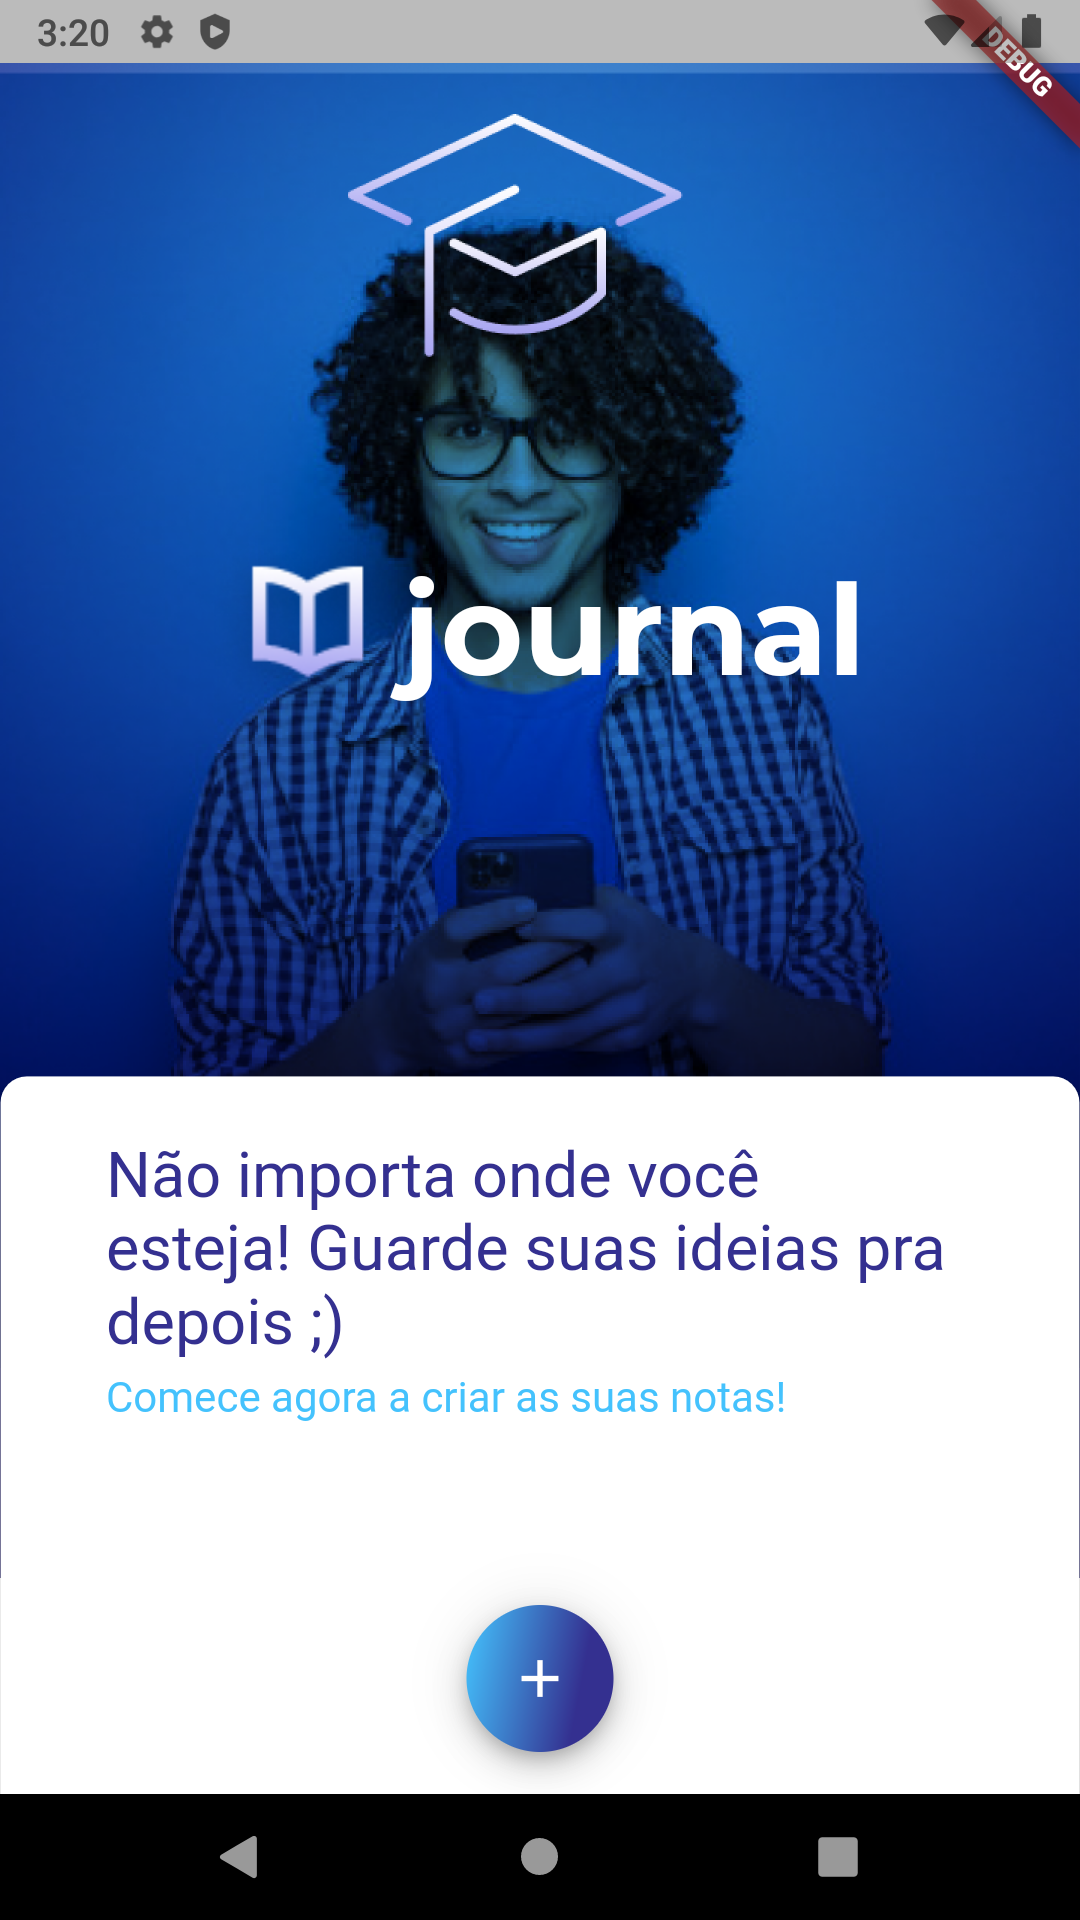 3:20
DEBUG
journal
Não importa onde você
esteja! Guarde suas ideias pra
depois ;)
Comece agora a criar as suas notas!
+